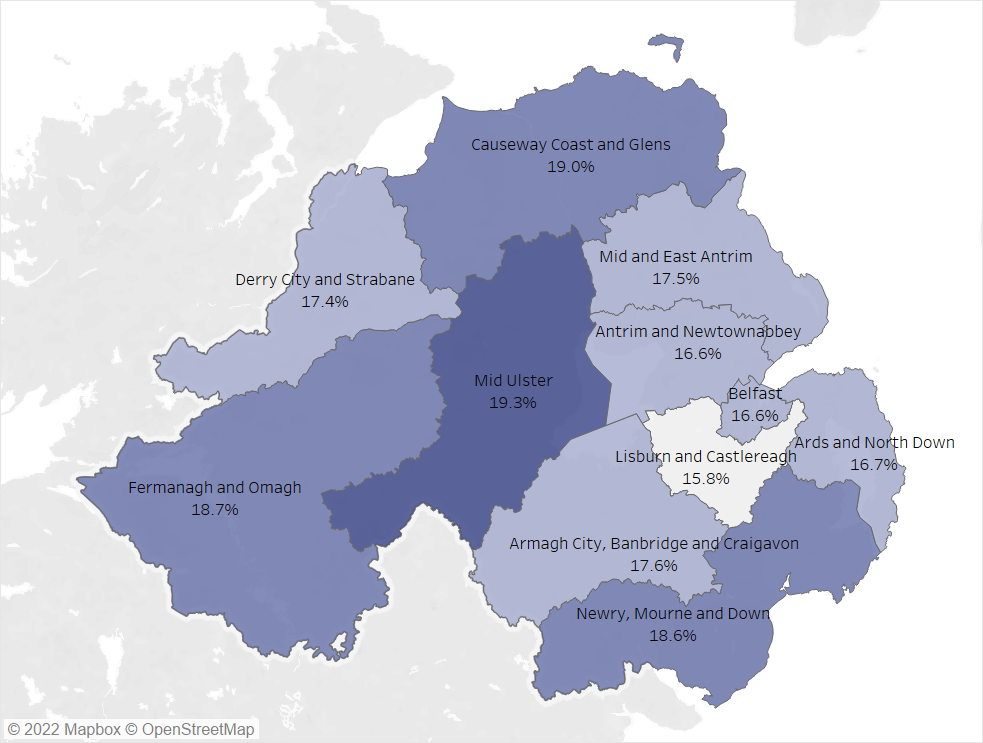 Causeway Coast and Glens
19.0%
Mid and East Antrim
17.5%
Derry City and Strabane
17.4%
Antrim and Newtownabbey
16.6%
Mid Ulster
19.3%
Belfast
16.6%
Ards and North Down
16.7%
Lisburn and Castlereagh
15.8%
Fermanagh and Omagh
18.7%
Armagh City, Banbridge and Craigavon
17.6%
Newry, Mourne and Down
18.6%
© 2022 Mapbox © OpenStreetMap